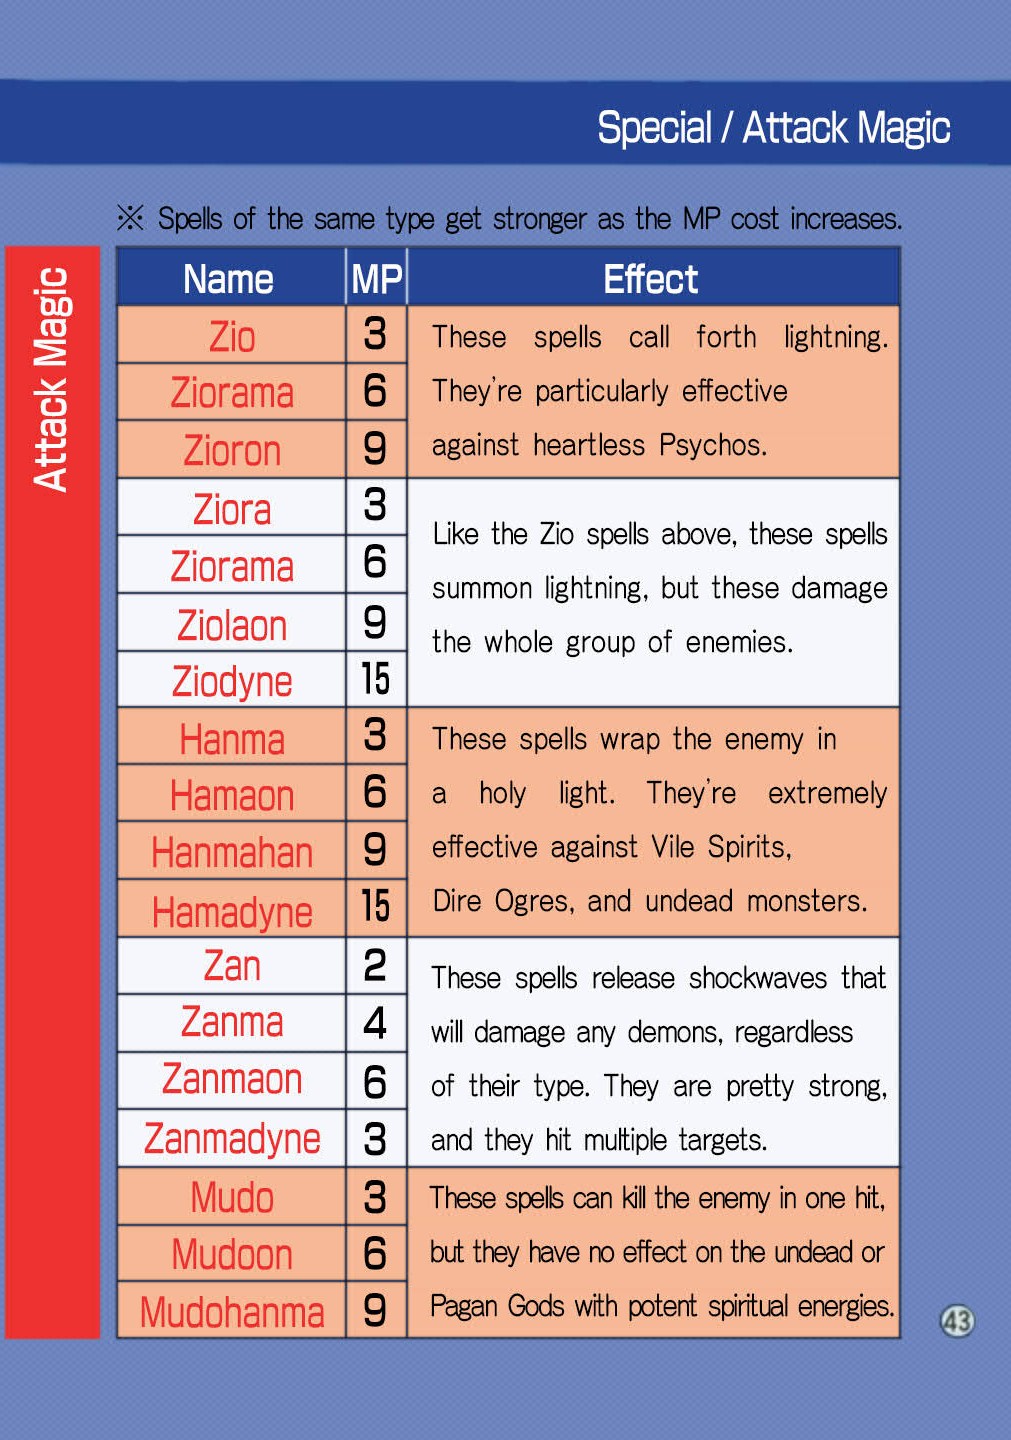 Special / Attack Magic
※ Spells of the same type get stronger as the MP cost increases.
Attack Magic
Name MP Effect
Zio 3
Ziorama 6
Zioron 9
These spells call forth lightning.
They're particularly effective
against heartless Psychos.
Ziora 3
Ziorama 6
Ziolaon 9
Ziodyne 15
Like the Zio spells above, these spells
summon lightning, but these damage
the whole group of enemies.
Hanma 3
Hamaon 6
Hanmahan 9
Hamadyne 15
These spells wrap the enemy in
a holy light. They're extremely
effective against Vile Spirits,
Dire Ogres, and undead monsters.
Zan 2
Zanma 4
Zanmaon 6
Zanmadyne 3
These spells release shockwaves that
will damage any demons, regardless
of their type. They are pretty strong,
and they hit multiple targets.
Mudo 3
Mudoon 6
Mudohanma 9
These spells can kill the enemy in one hit,
but they have no effect on the undead or
Pagan Gods with potent spiritual energies.
43